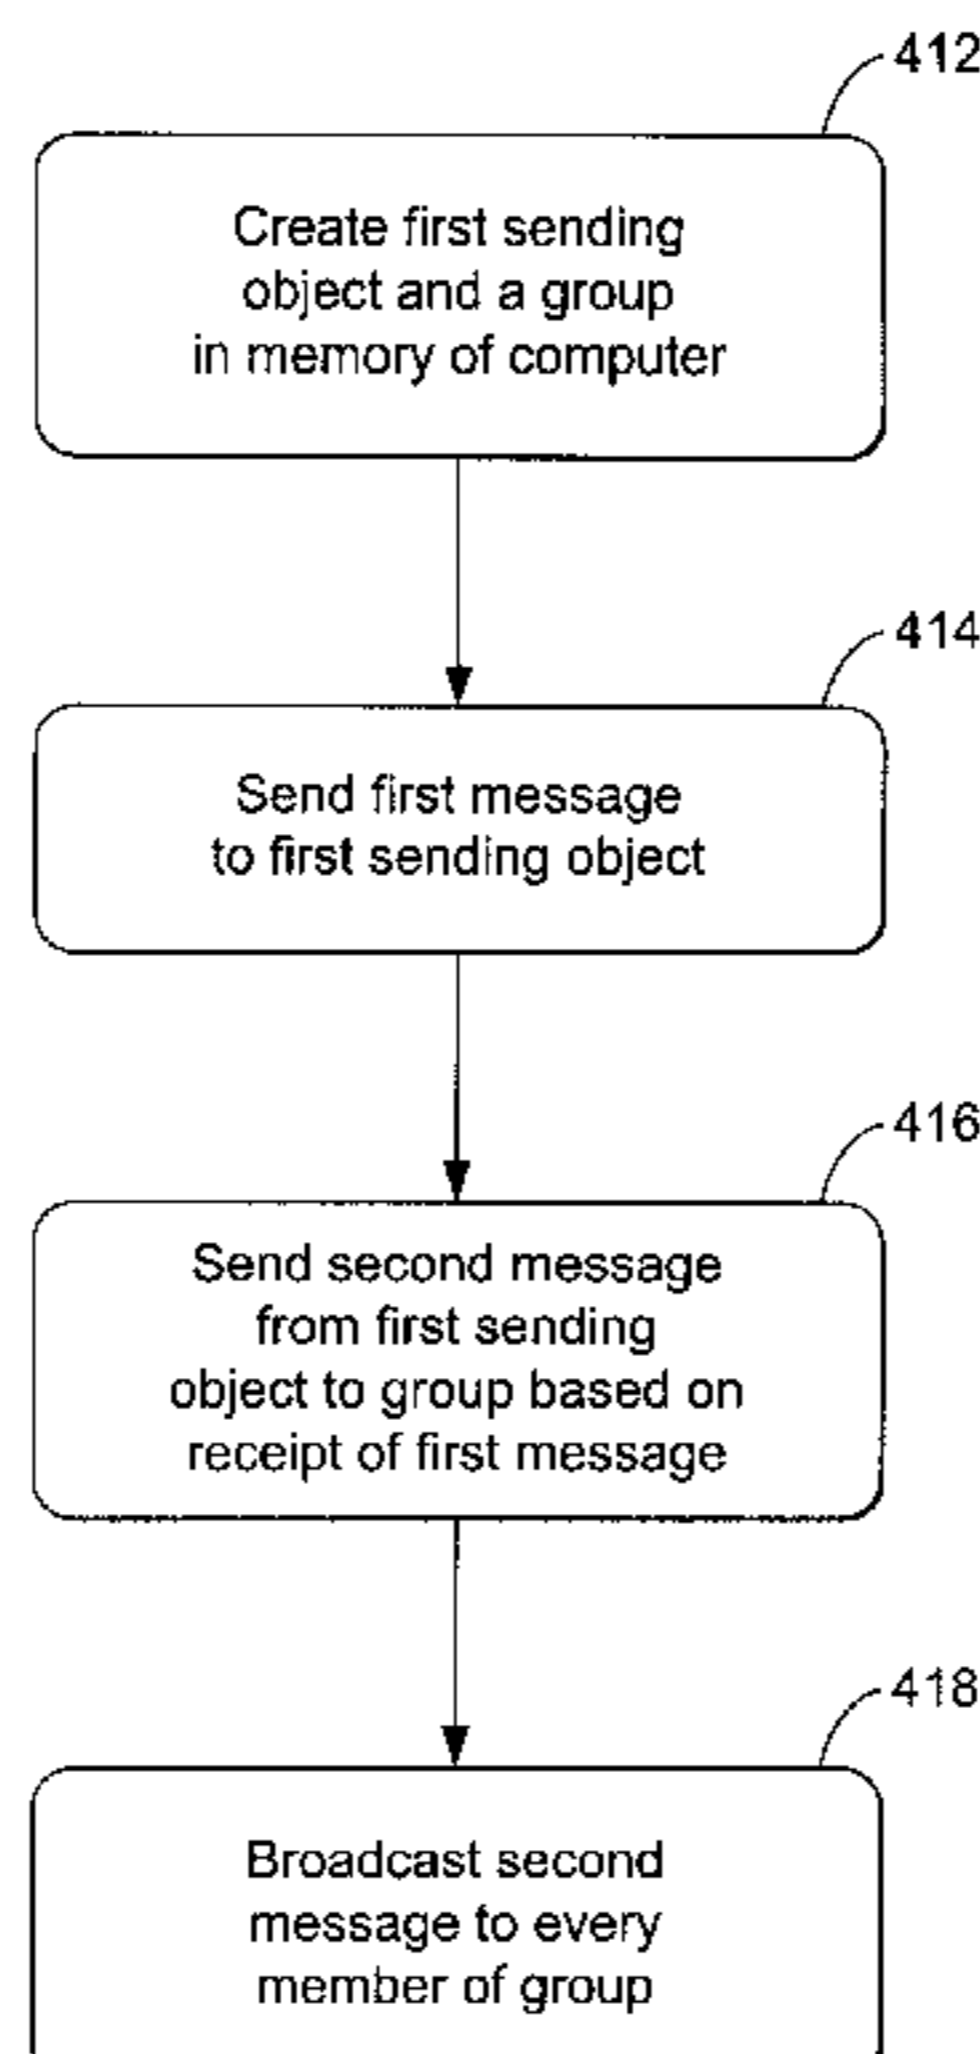 412
Create first sending
object and a group
in memory of computer
414
Send first message
to first sending object
416
Send second message
from first sending
object to group based on
receipt of first message
418
Broadcast second
message to every
member of group